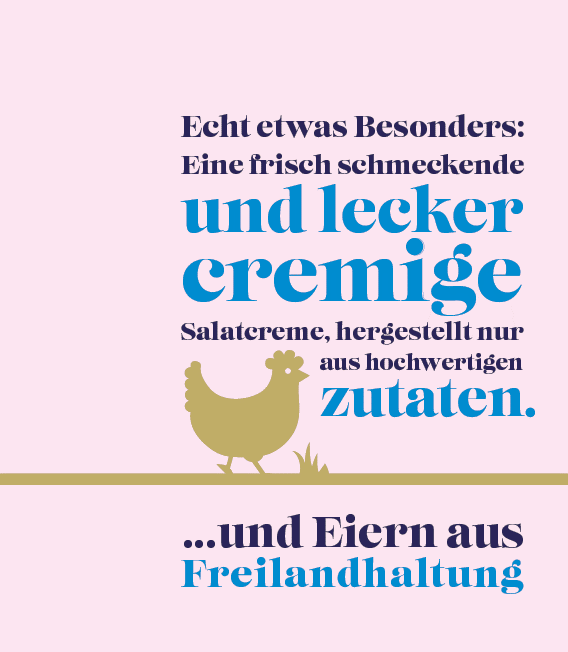 Echt etwas Besonders:
Eine frisch schmeckende
und lecker
cremige
Salatcreme, hergestellt nur
aus hochwertigen
zutaten.
...und Eiern aus
Freilandhaltung